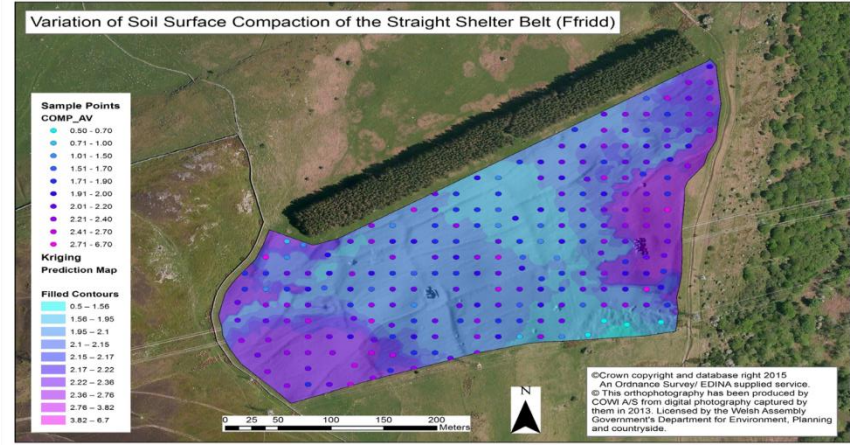 Variation of Soil Surface Compaction of the Straight Shelter Belt (Ffridd)
Sample Points
COMP_AV
0.50 - 0.70
0.71 - 1.00
1.01 - 1.50
1.51 - 1.70
1.71 - 1.90
1.91 - 2.00
2.01 - 2.20
2.21 - 2.40
2.41 - 2.70
2.71 - 6.70
Kriging
Prediction Map
Filled Contours
0.5 – 1.56
1.56 – 1.95
1.95 – 2.1
2.1 – 2.15
2.15 – 2.17
2.17 – 2.22
2.22 – 2.36
2.36 – 2.76
2.76 – 3.82
3.82 – 6.7
0 25 50 100 150 200
Meters
N
©Crown copyright and database right 2015
An Ordnance Survey/ EDINA supplied service.
© This orthophotography has been produced by
COWI A/S from digital photography captured by
them in 2013. Licensed by the Welsh Assembly
Government's Department for Environment, Planning
and countryside.